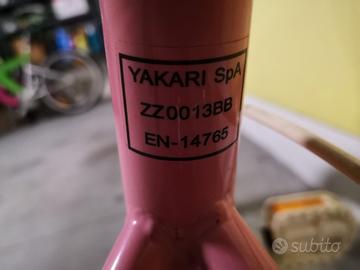 YAKARI SpA
ZZ0013BB
EN-14765
subito